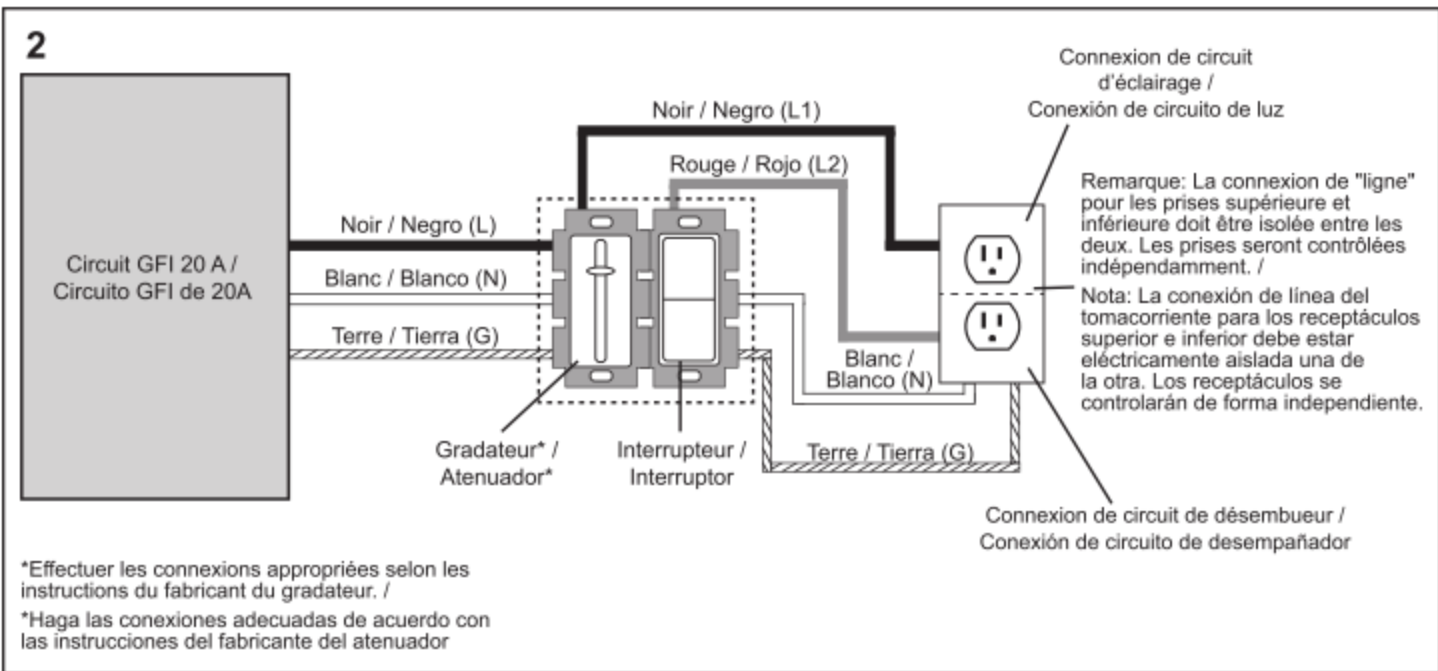 2
Circuit GFI 20 A /
Circuito GFI de 20A
Noir / Negro (L)
Blanc / Blanco (N)
Terre / Tierra (G)
Noir / Negro (L1)
Rouge / Rojo (L2)
Connexion de circuit
d'éclairage /
Conexión de circuito de luz
Remarque: La connexion de "ligne"
pour les prises supérieure et
inférieure doit être isolée entre les
deux. Les prises seront contrôlées
indépendamment. /
Nota: La conexión de línea del
tomacorriente para los receptáculos
superior e inferior debe estar
eléctricamente aislada una de
la otra. Los receptáculos se
controlarán de forma independiente.
Blanc /
Blanco (N)
Terre / Tierra (G)
Gradateur* /
Atenuador*
Interrupteur /
Interruptor
Connexion de circuit de désembueur /
Conexión de circuito de desempañador
*Effectuer les connexions appropriées selon les
instructions du fabricant du gradateur. /
*Haga las conexiones adecuadas de acuerdo con
las instrucciones del fabricante del atenuador